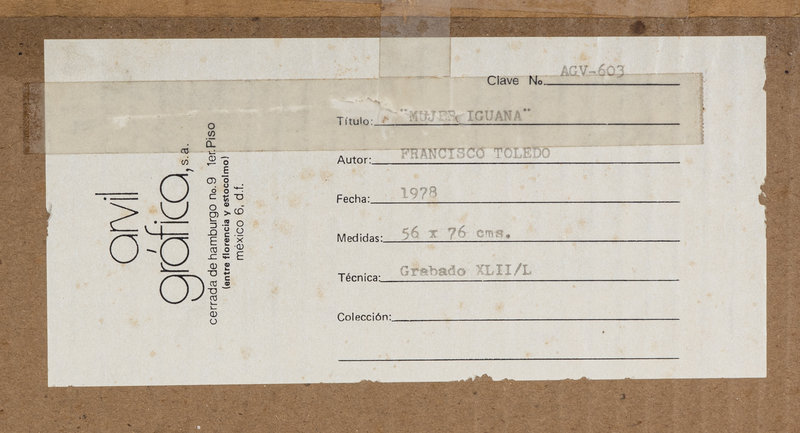 arvil
gráfica, s.a.
cerrada de hamburgo no. 9 1er. Piso
(entre florencia y estocolmo)
méxico 6, d.f.
Clave No. AGV-603
Título: "MUJER IGUANA"
Autor: FRANCISCO TOLEDO
Fecha: 1978
Medidas: 56 x 76 cms.
Técnica: Grabado XLII/L
Colección: